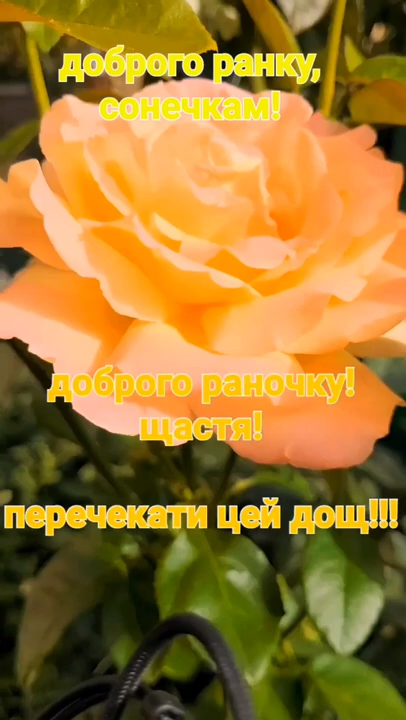 доброго ранку,
сонечкам!
доброго раночку!
щастя!
перечекати цей дощ!!!